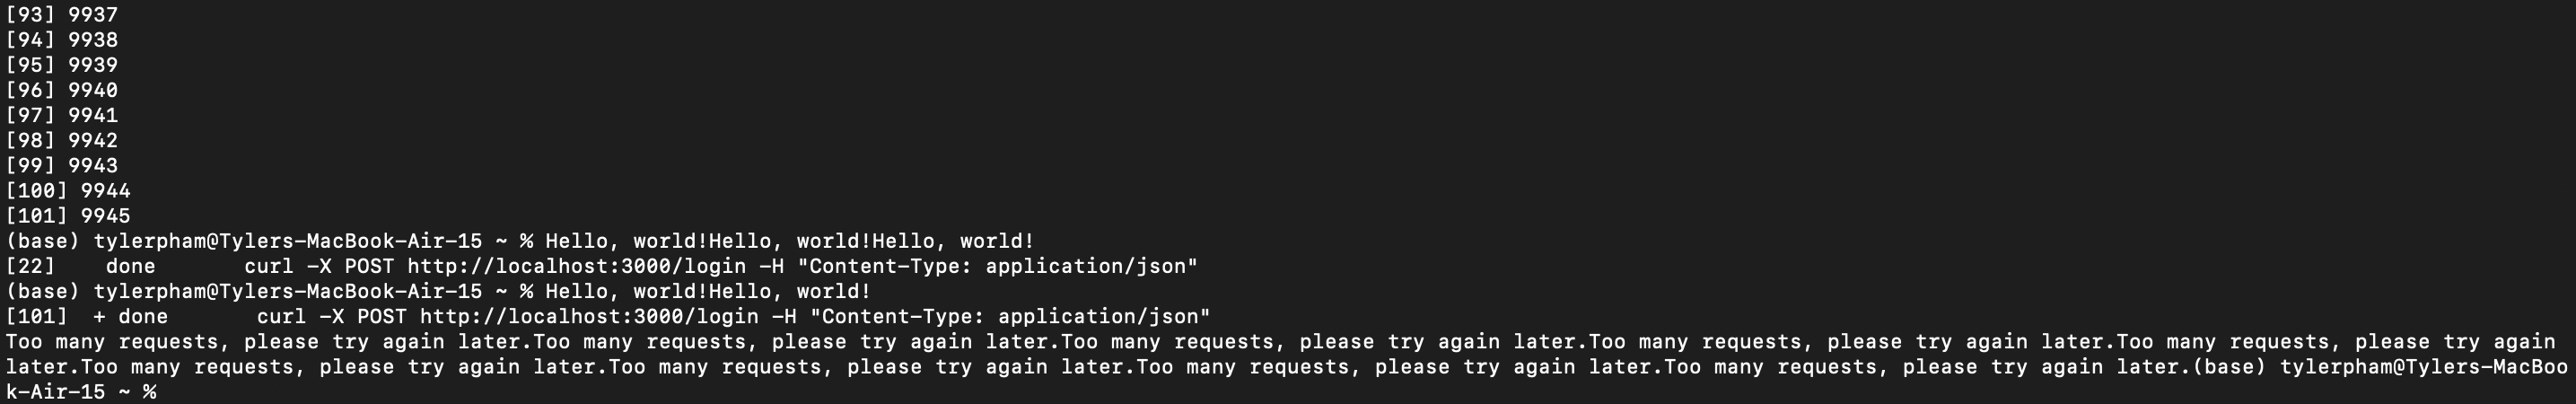 [93] 9937
[94] 9938
[95] 9939
[96] 9940
[97] 9941
[98] 9942
[99] 9943
[100] 9944
[101] 9945
(base) tylerpham@Tylers-MacBook-Air-15 ~ % Hello, world!Hello, world!Hello, world!
[22]    done       curl -X POST http://localhost:3000/login -H "Content-Type: application/json"
(base) tylerpham@Tylers-MacBook-Air-15 ~ % Hello, world!Hello, world!
[101]  + done       curl -X POST http://localhost:3000/login -H "Content-Type: application/json"
Too many requests, please try again later.Too many requests, please try again later.Too many requests, please try again later.Too many requests, please try again later.Too many requests, please try again
later.Too many requests, please try again later.Too many requests, please try again later.Too many requests, please try again later.Too many requests, please try again later.(base) tylerpham@Tylers-MacBoo
k-Air-15 ~ %